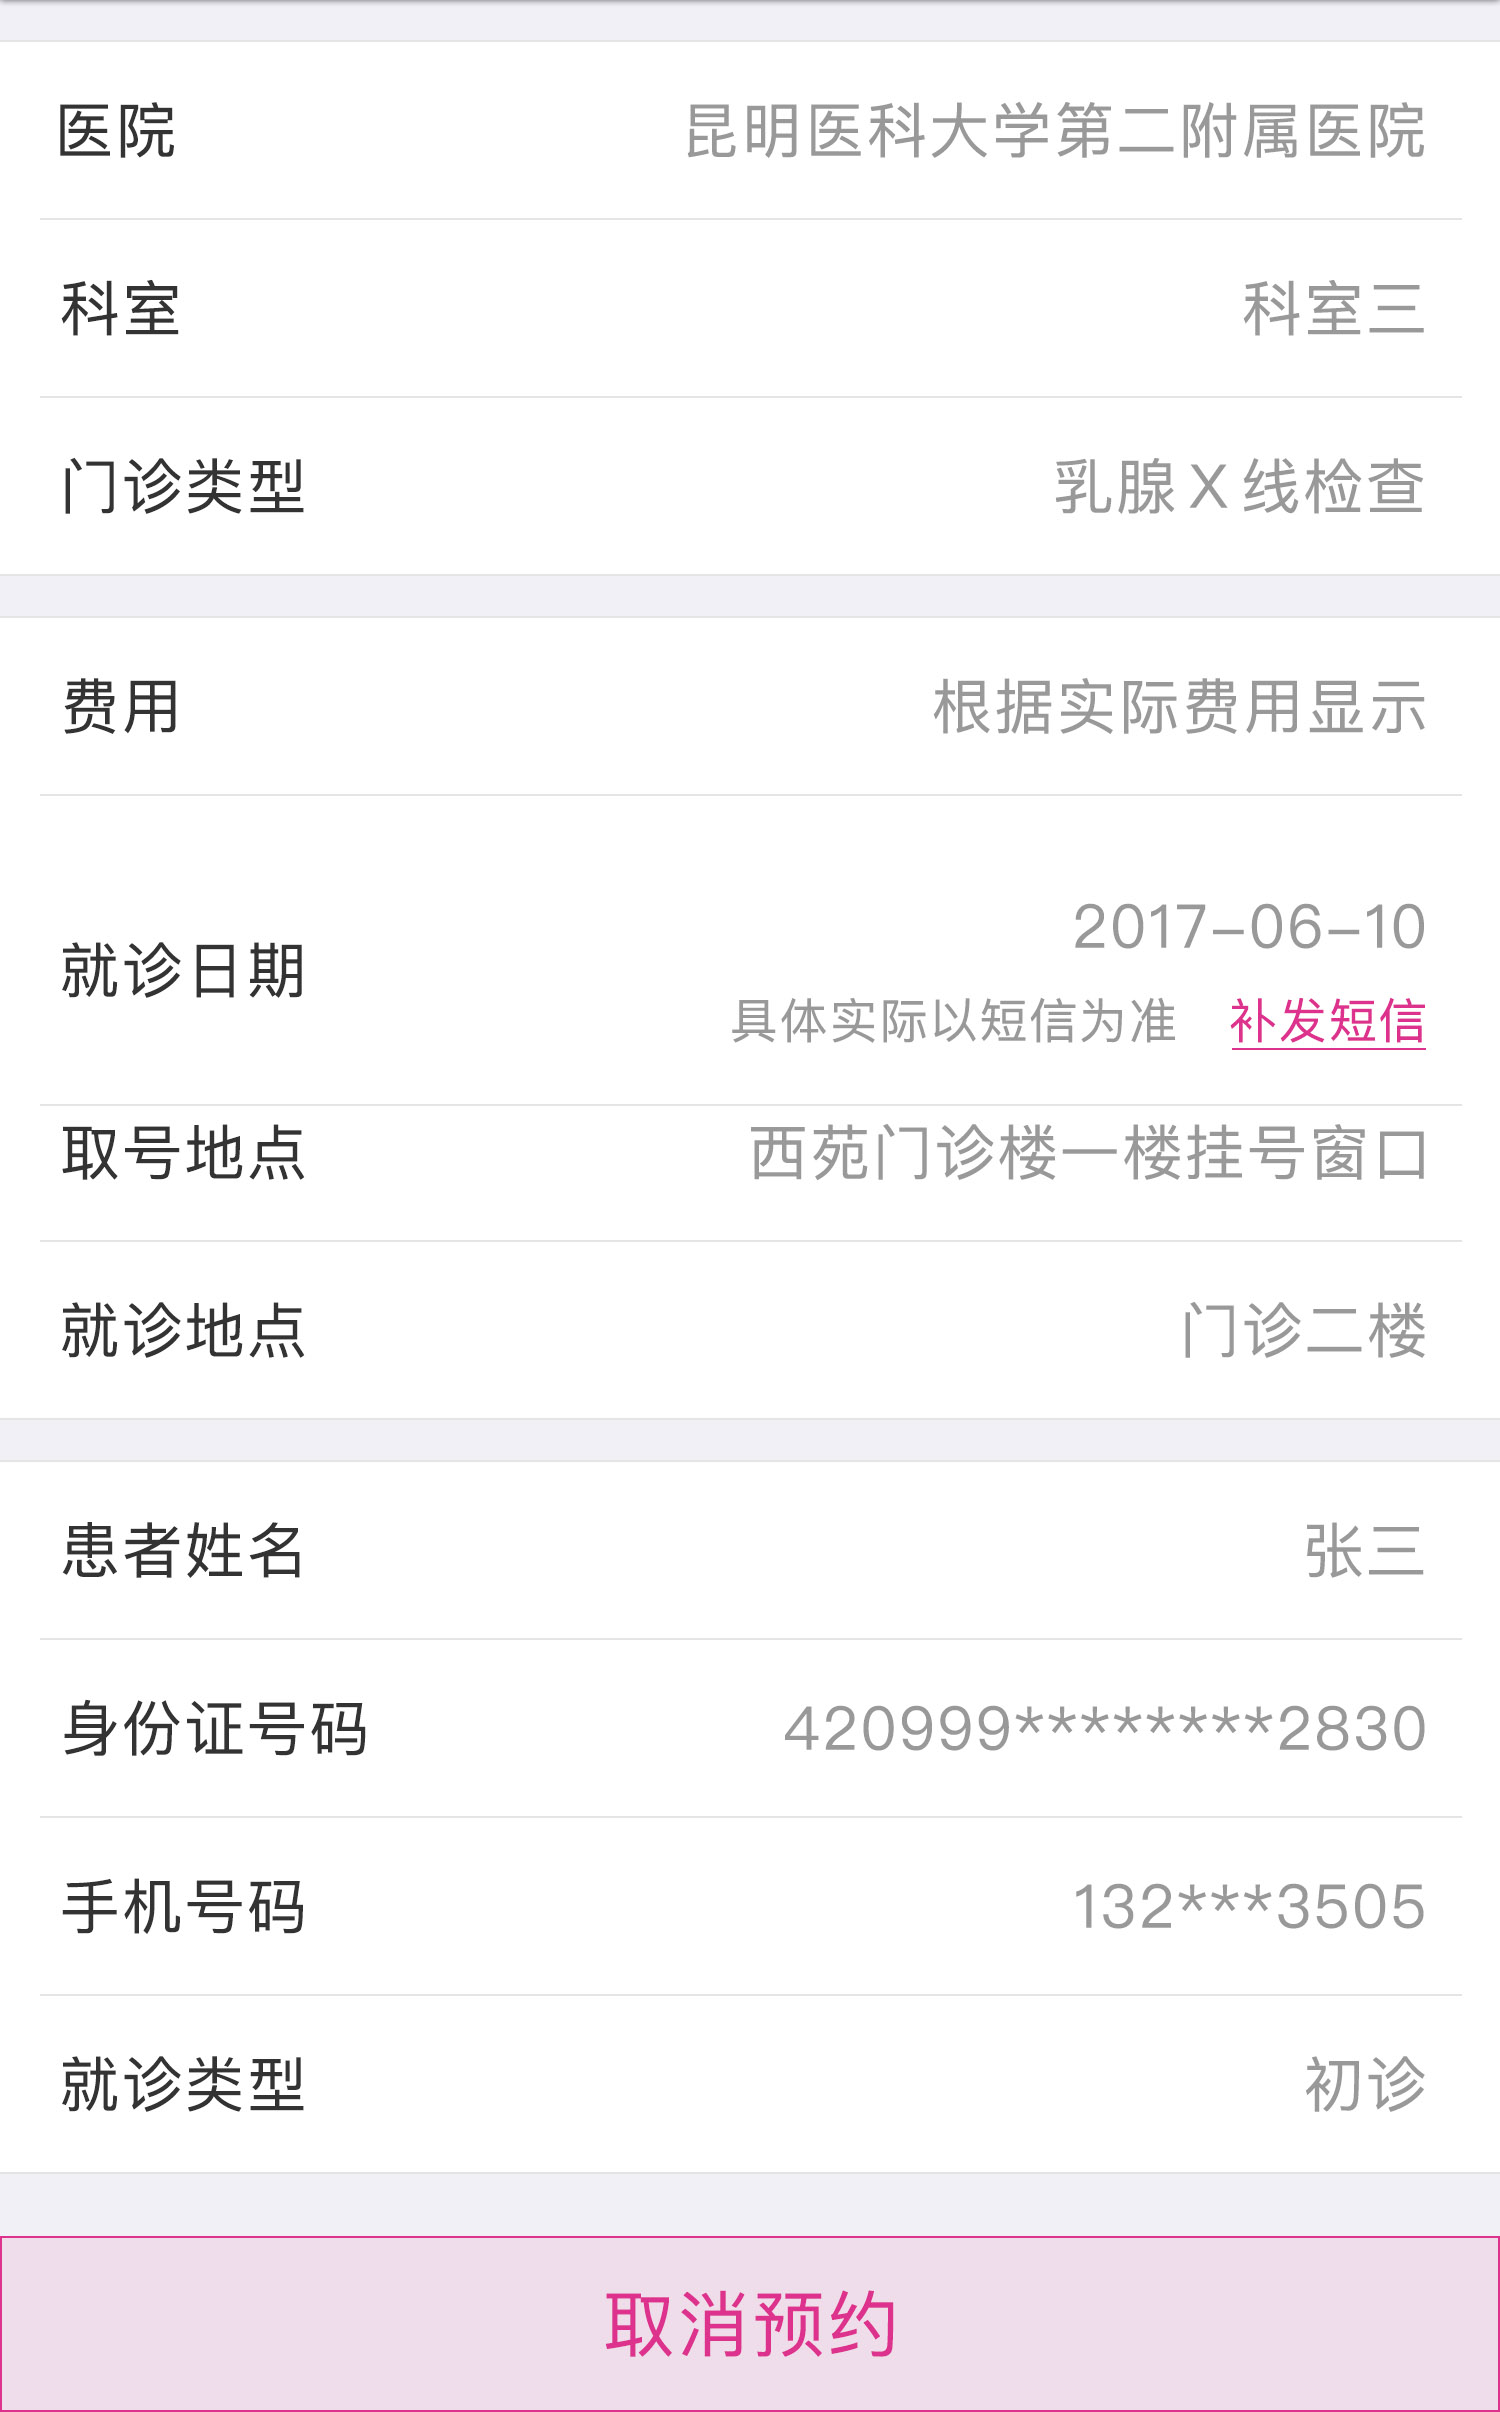 医院 昆明医科大学第二附属医院
科室 科室三
门诊类型 乳腺X线检查
费用 根据实际费用显示
就诊日期 2017-06-10
具体实际以短信为准 补发短信
取号地点 西苑门诊楼一楼挂号窗口
就诊地点 门诊二楼
患者姓名 张三
身份证号码 420999********2830
手机号码 132***3505
就诊类型 初诊
取消预约